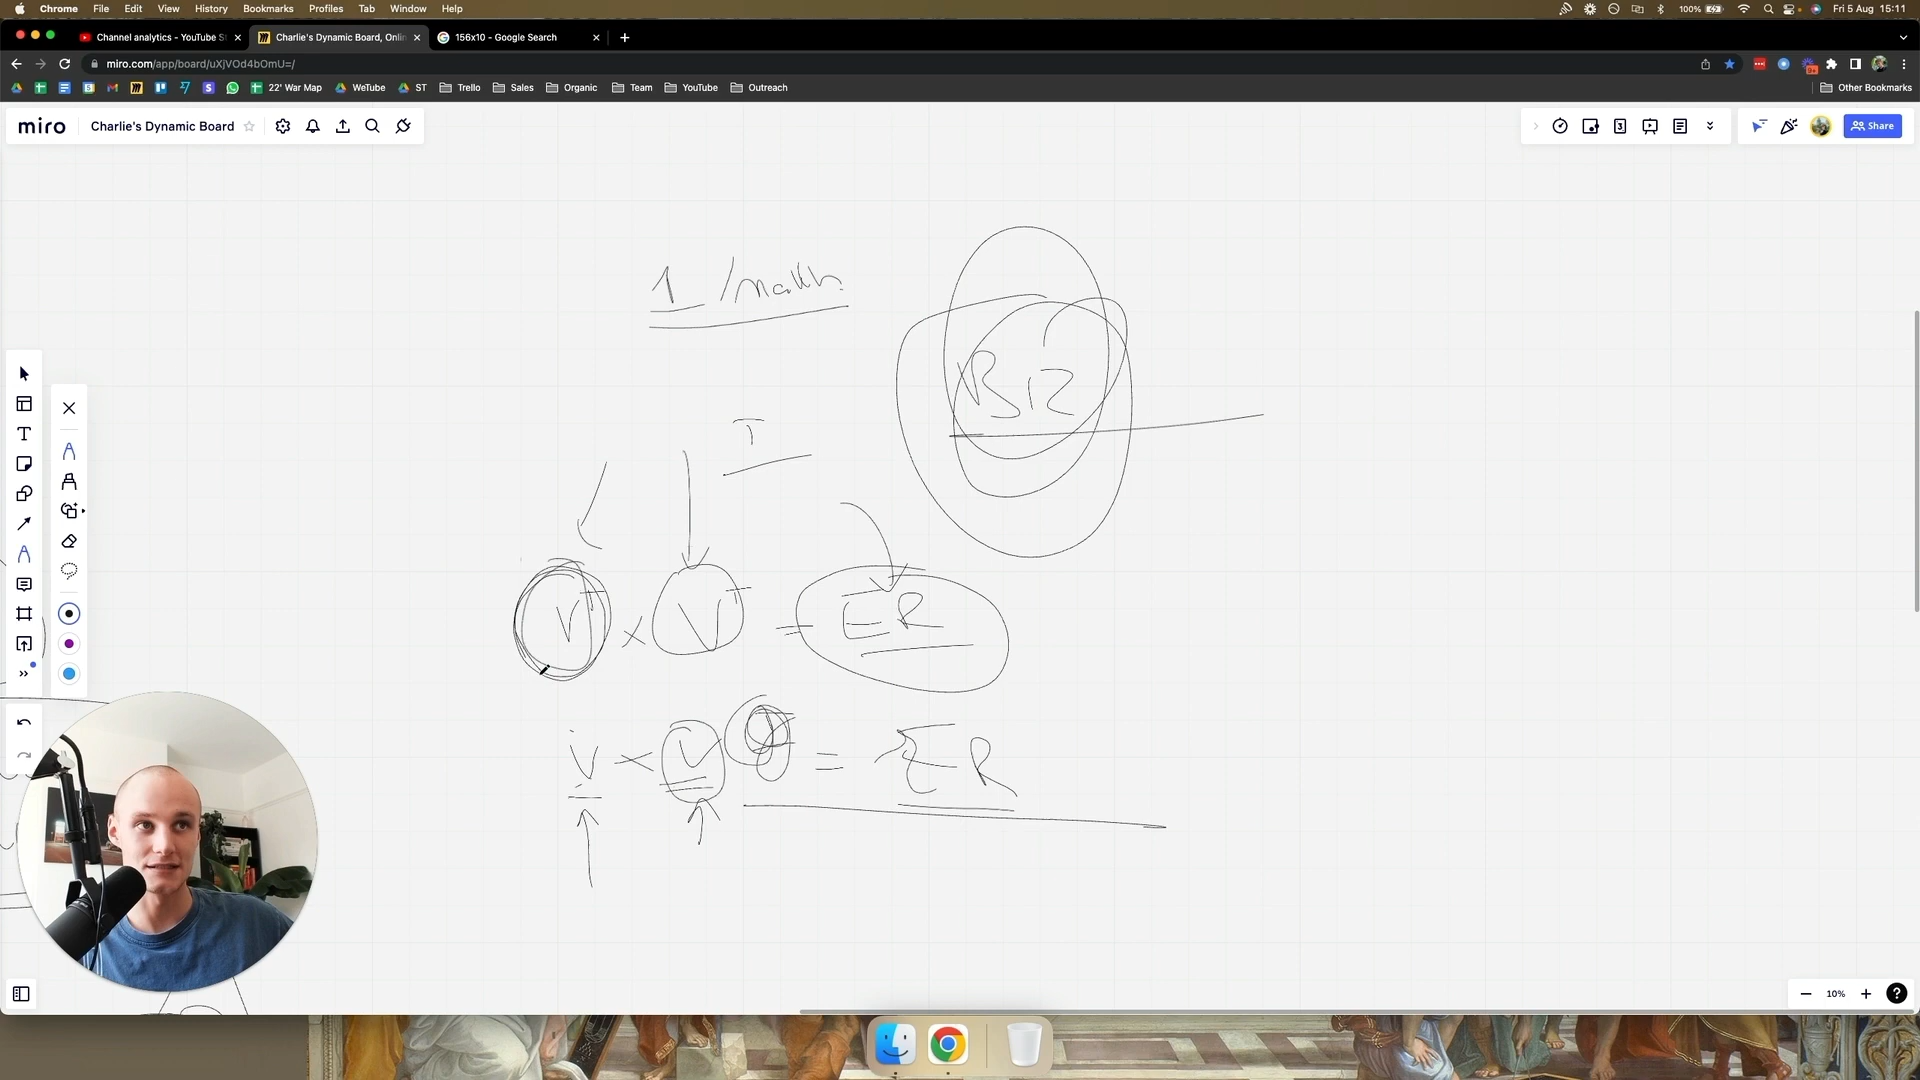 Chrome File Edit View History Bookmarks Profiles Tab Window Help 100% Fri 5 Aug 15:11
Channel analytics - YouTube S
Charlie's Dynamic Board, Onlin
156x10 - Google Search
miro.com/app/board/uXjVOd4bOmU=/
22' War Map WeTube ST Trello Sales Organic Team YouTube Outreach Other Bookmarks
miro Charlie's Dynamic Board Share
1 /month
T
V x V = ER
V x V = ER
10%